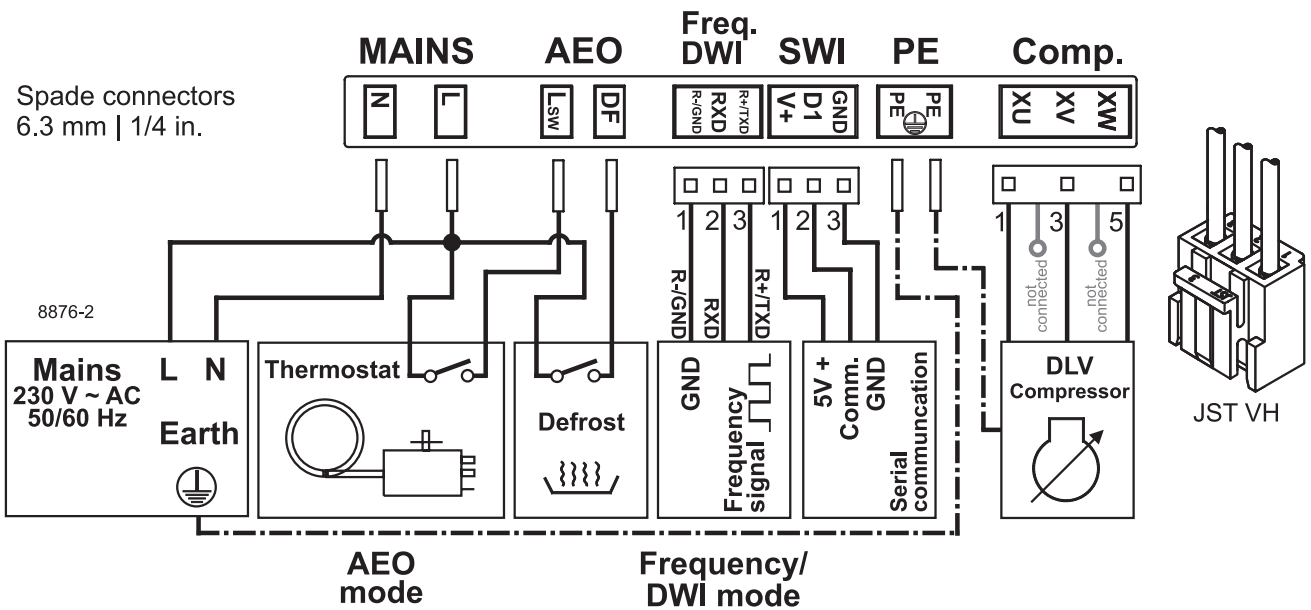 MAINS
AEO
Freq.
DWI
SWI
PE
Comp.
Spade connectors
6.3 mm | 1/4 in.
N
L
Lsw
DF
R-/GND
RXD
R+/TXD
V+
D1
GND
PE
PE
XU
XV
XW
1
2
3
1
2
3
1
3
5
not
connected
not
connected
R-/GND
RXD
R+/TXD
8876-2
Mains
230 V ~ AC
50/60 Hz
L N
Earth
Thermostat
Defrost
GND
Frequency
signal
5V +
Comm.
GND
Serial
communcation
DLV
Compressor
JST
JST VH
AEO
mode
Frequency/
DWI mode